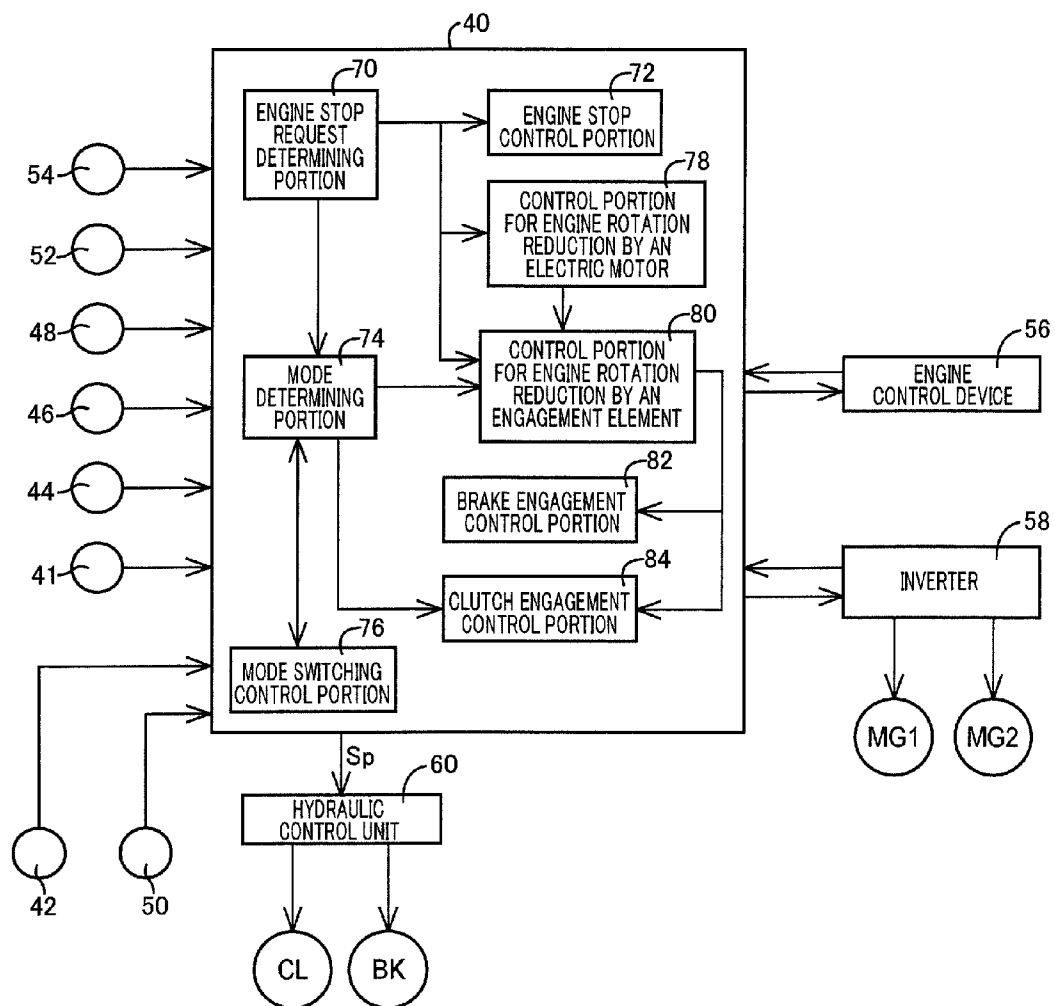 40
70
ENGINE STOP
REQUEST
DETERMINING
PORTION
72
ENGINE STOP
CONTROL PORTION
54
78
CONTROL PORTION
FOR ENGINE ROTATION
REDUCTION BY AN
ELECTRIC MOTOR
52
48
74
MODE
DETERMINING
PORTION
80
CONTROL PORTION
FOR ENGINE ROTATION
REDUCTION BY AN
ENGAGEMENT ELEMENT
56
ENGINE
CONTROL DEVICE
46
44
82
BRAKE ENGAGEMENT
CONTROL PORTION
41
84
CLUTCH ENGAGEMENT
CONTROL PORTION
58
INVERTER
76
MODE SWITCHING
CONTROL PORTION
MG1
MG2
Sp
60
HYDRAULIC
CONTROL UNIT
42
50
CL
BK